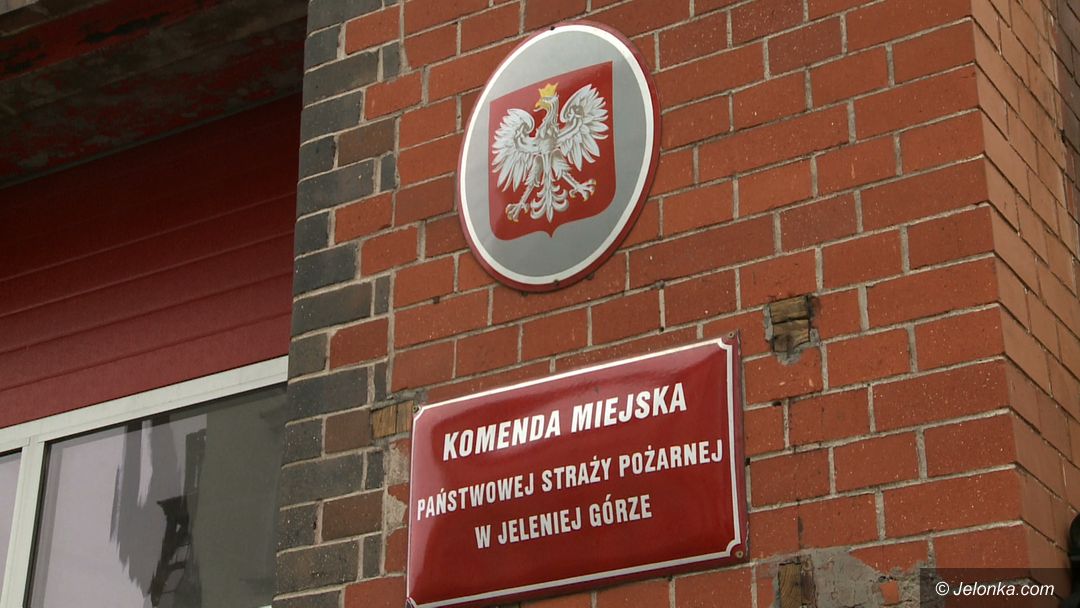 KOMENDA MIEJSKA
PAŃSTWOWEJ STRAŻY POŻARNEJ
W JELENIEJ GÓRZE
© Jelonka.com